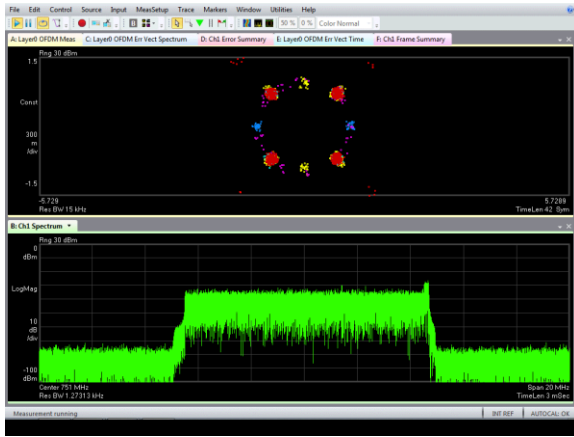 File Edit Control Source Input MeasSetup Trace Markers Window Utilities Help
50 % 0 % Color Normal
A: Layer0 OFDM Meas C: Layer0 OFDM Err Vect Spectrum D: Ch1 Error Summary E: Layer0 OFDM Err Vect Time F: Ch1 Frame Summary
Rng 30 dBm
1.5
Const
300
m
/div
-1.5
-5.729 5.7289
Res BW 15 kHz TimeLen 42 Sym
B: Ch1 Spectrum
Rng 30 dBm
0
dBm
LogMag
10
dB
/div
-100
dBm
Center 751 MHz Span 20 MHz
Res BW 1.27313 kHz TimeLen 3 mSec
Measurement running INT REF AUTOCAL: OK